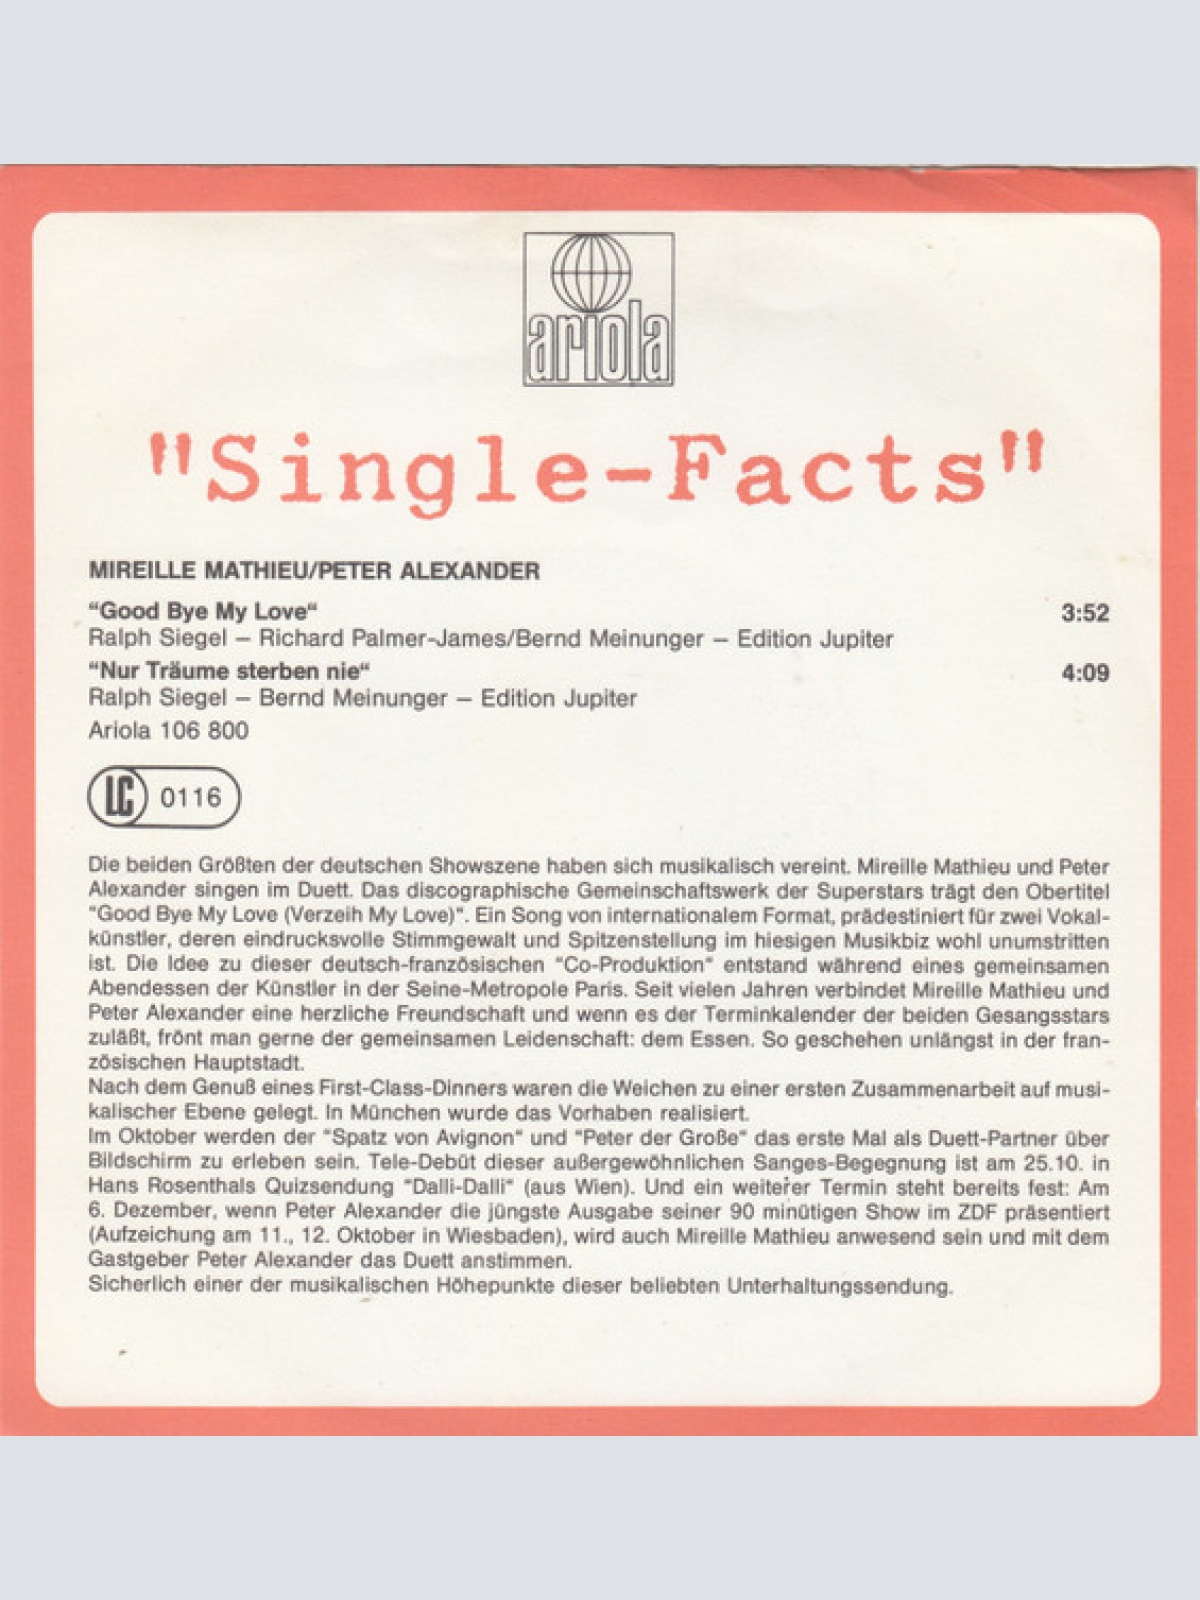 ariola
"Single-Facts"
MIREILLE MATHIEU/PETER ALEXANDER
“Good Bye My Love“ 3:52
Ralph Siegel – Richard Palmer-James/Bernd Meinunger – Edition Jupiter
“Nur Träume sterben nie“ 4:09
Ralph Siegel – Bernd Meinunger – Edition Jupiter
Ariola 106 800
LC 0116
Die beiden Größten der deutschen Showszene haben sich musikalisch vereint. Mireille Mathieu und Peter
Alexander singen im Duett. Das discographische Gemeinschaftswerk der Superstars trägt den Obertitel
“Good Bye My Love (Verzeih My Love)“. Ein Song von internationalem Format, prädestiniert für zwei Vokal-
künstler, deren eindrucksvolle Stimmgewalt und Spitzenstellung im hiesigen Musikbiz wohl unumstritten
ist. Die Idee zu dieser deutsch-französischen “Co-Produktion“ entstand während eines gemeinsamen
Abendessen der Künstler in der Seine-Metropole Paris. Seit vielen Jahren verbindet Mireille Mathieu und
Peter Alexander eine herzliche Freundschaft und wenn es der Terminkalender der beiden Gesangsstars
zuläßt, frönt man gerne der gemeinsamen Leidenschaft: dem Essen. So geschehen unlängst in der fran-
zösischen Hauptstadt.
Nach dem Genuß eines First-Class-Dinners waren die Weichen zu einer ersten Zusammenarbeit auf musi-
kalischer Ebene gelegt. In München wurde das Vorhaben realisiert.
Im Oktober werden der “Spatz von Avignon“ und “Peter der Große“ das erste Mal als Duett-Partner über
Bildschirm zu erleben sein. Tele-Debüt dieser außergewöhnlichen Sanges-Begegnung ist am 25.10. in
Hans Rosenthals Quizsendung “Dalli-Dalli“ (aus Wien). Und ein weiterer Termin steht bereits fest: Am
6. Dezember, wenn Peter Alexander die jüngste Ausgabe seiner 90 minütigen Show im ZDF präsentiert
(Aufzeichung am 11., 12. Oktober in Wiesbaden), wird auch Mireille Mathieu anwesend sein und mit dem
Gastgeber Peter Alexander das Duett anstimmen.
Sicherlich einer der musikalischen Höhepunkte dieser beliebten Unterhaltungssendung.